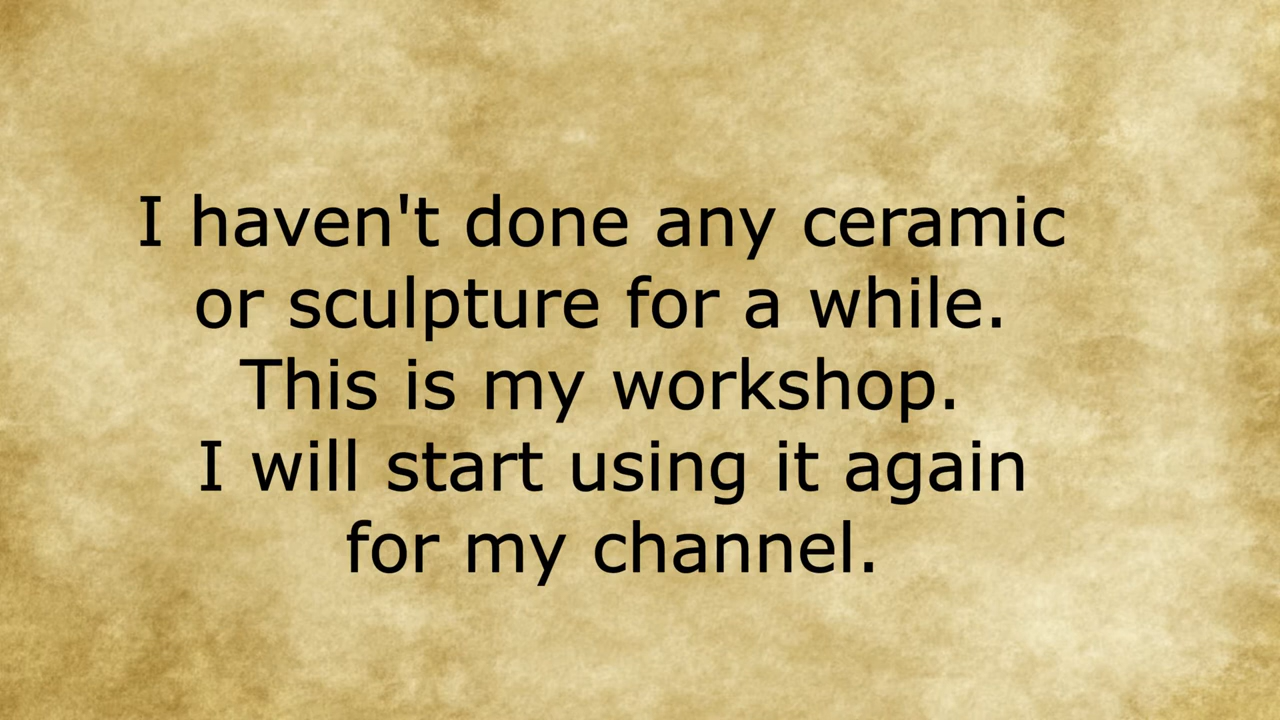 I haven't done any ceramic
or sculpture for a while.
This is my workshop.
I will start using it again
for my channel.